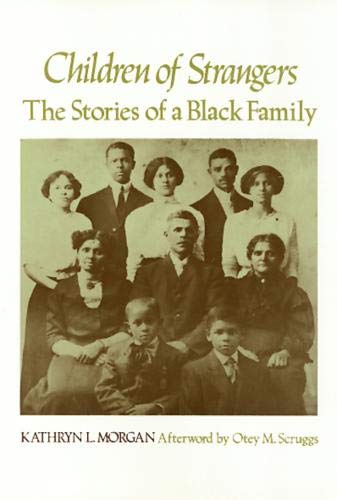 Children of Strangers
The Stories of a Black Family
KATHRYN L. MORGAN Afterword by Otey M. Scruggs